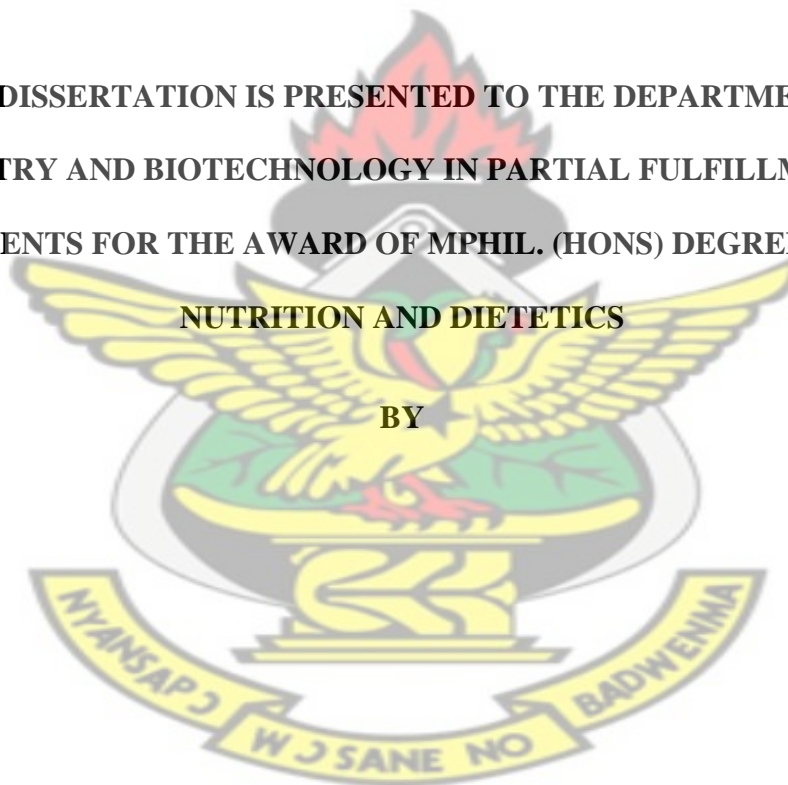 DISSERTATION IS PRESENTED TO THE DEPARTME
TRY AND BIOTECHNOLOGY IN PARTIAL FULFILLM
ENTS FOR THE AWARD OF MPHIL. (HONS) DEGRE
NUTRITION AND DIETETICS
BY
NYANSAPƆ
WƆSANE NO
BADWENMA